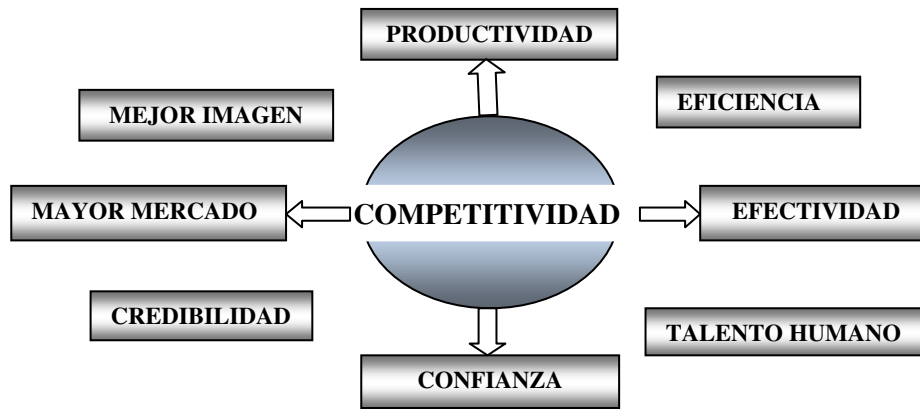 PRODUCTIVIDAD
MEJOR IMAGEN
EFICIENCIA
MAYOR MERCADO
COMPETITIVIDAD
EFECTIVIDAD
CREDIBILIDAD
TALENTO HUMANO
CONFIANZA